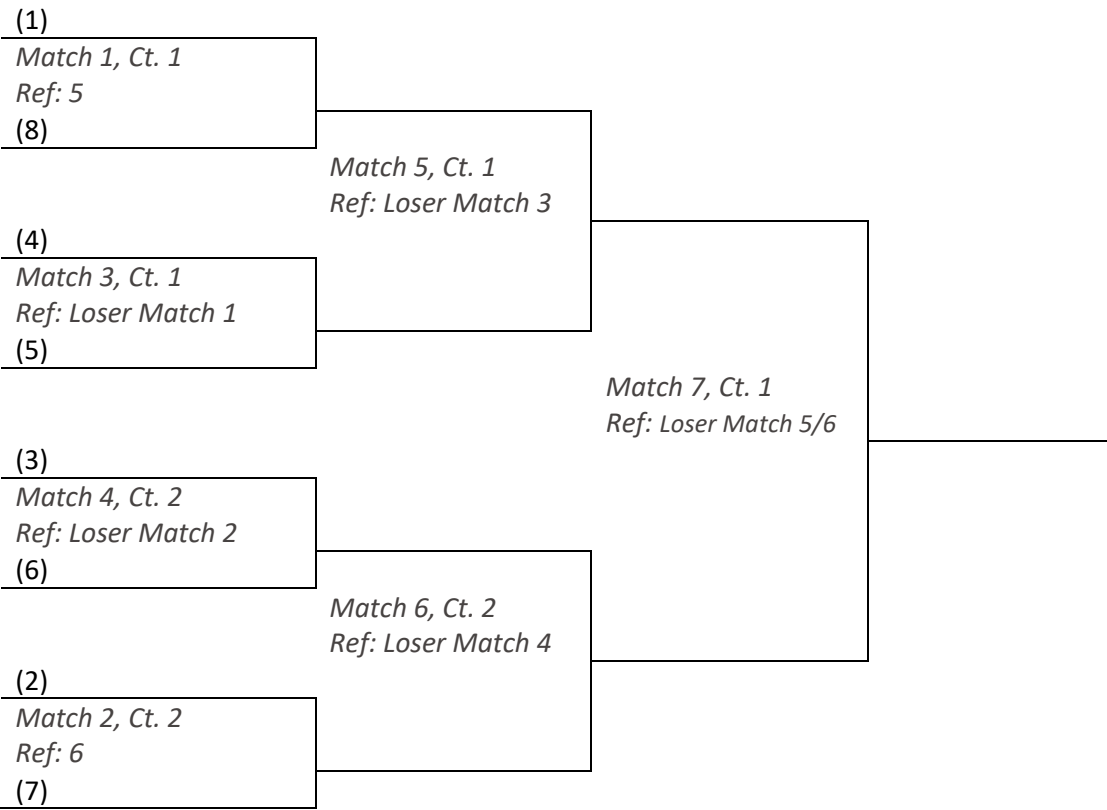 (1)
Match 1, Ct. 1
Ref: 5
(8)
Match 5, Ct. 1
Ref: Loser Match 3
(4)
Match 3, Ct. 1
Ref: Loser Match 1
(5)
Match 7, Ct. 1
Ref: Loser Match 5/6
(3)
Match 4, Ct. 2
Ref: Loser Match 2
(6)
Match 6, Ct. 2
Ref: Loser Match 4
(2)
Match 2, Ct. 2
Ref: 6
(7)